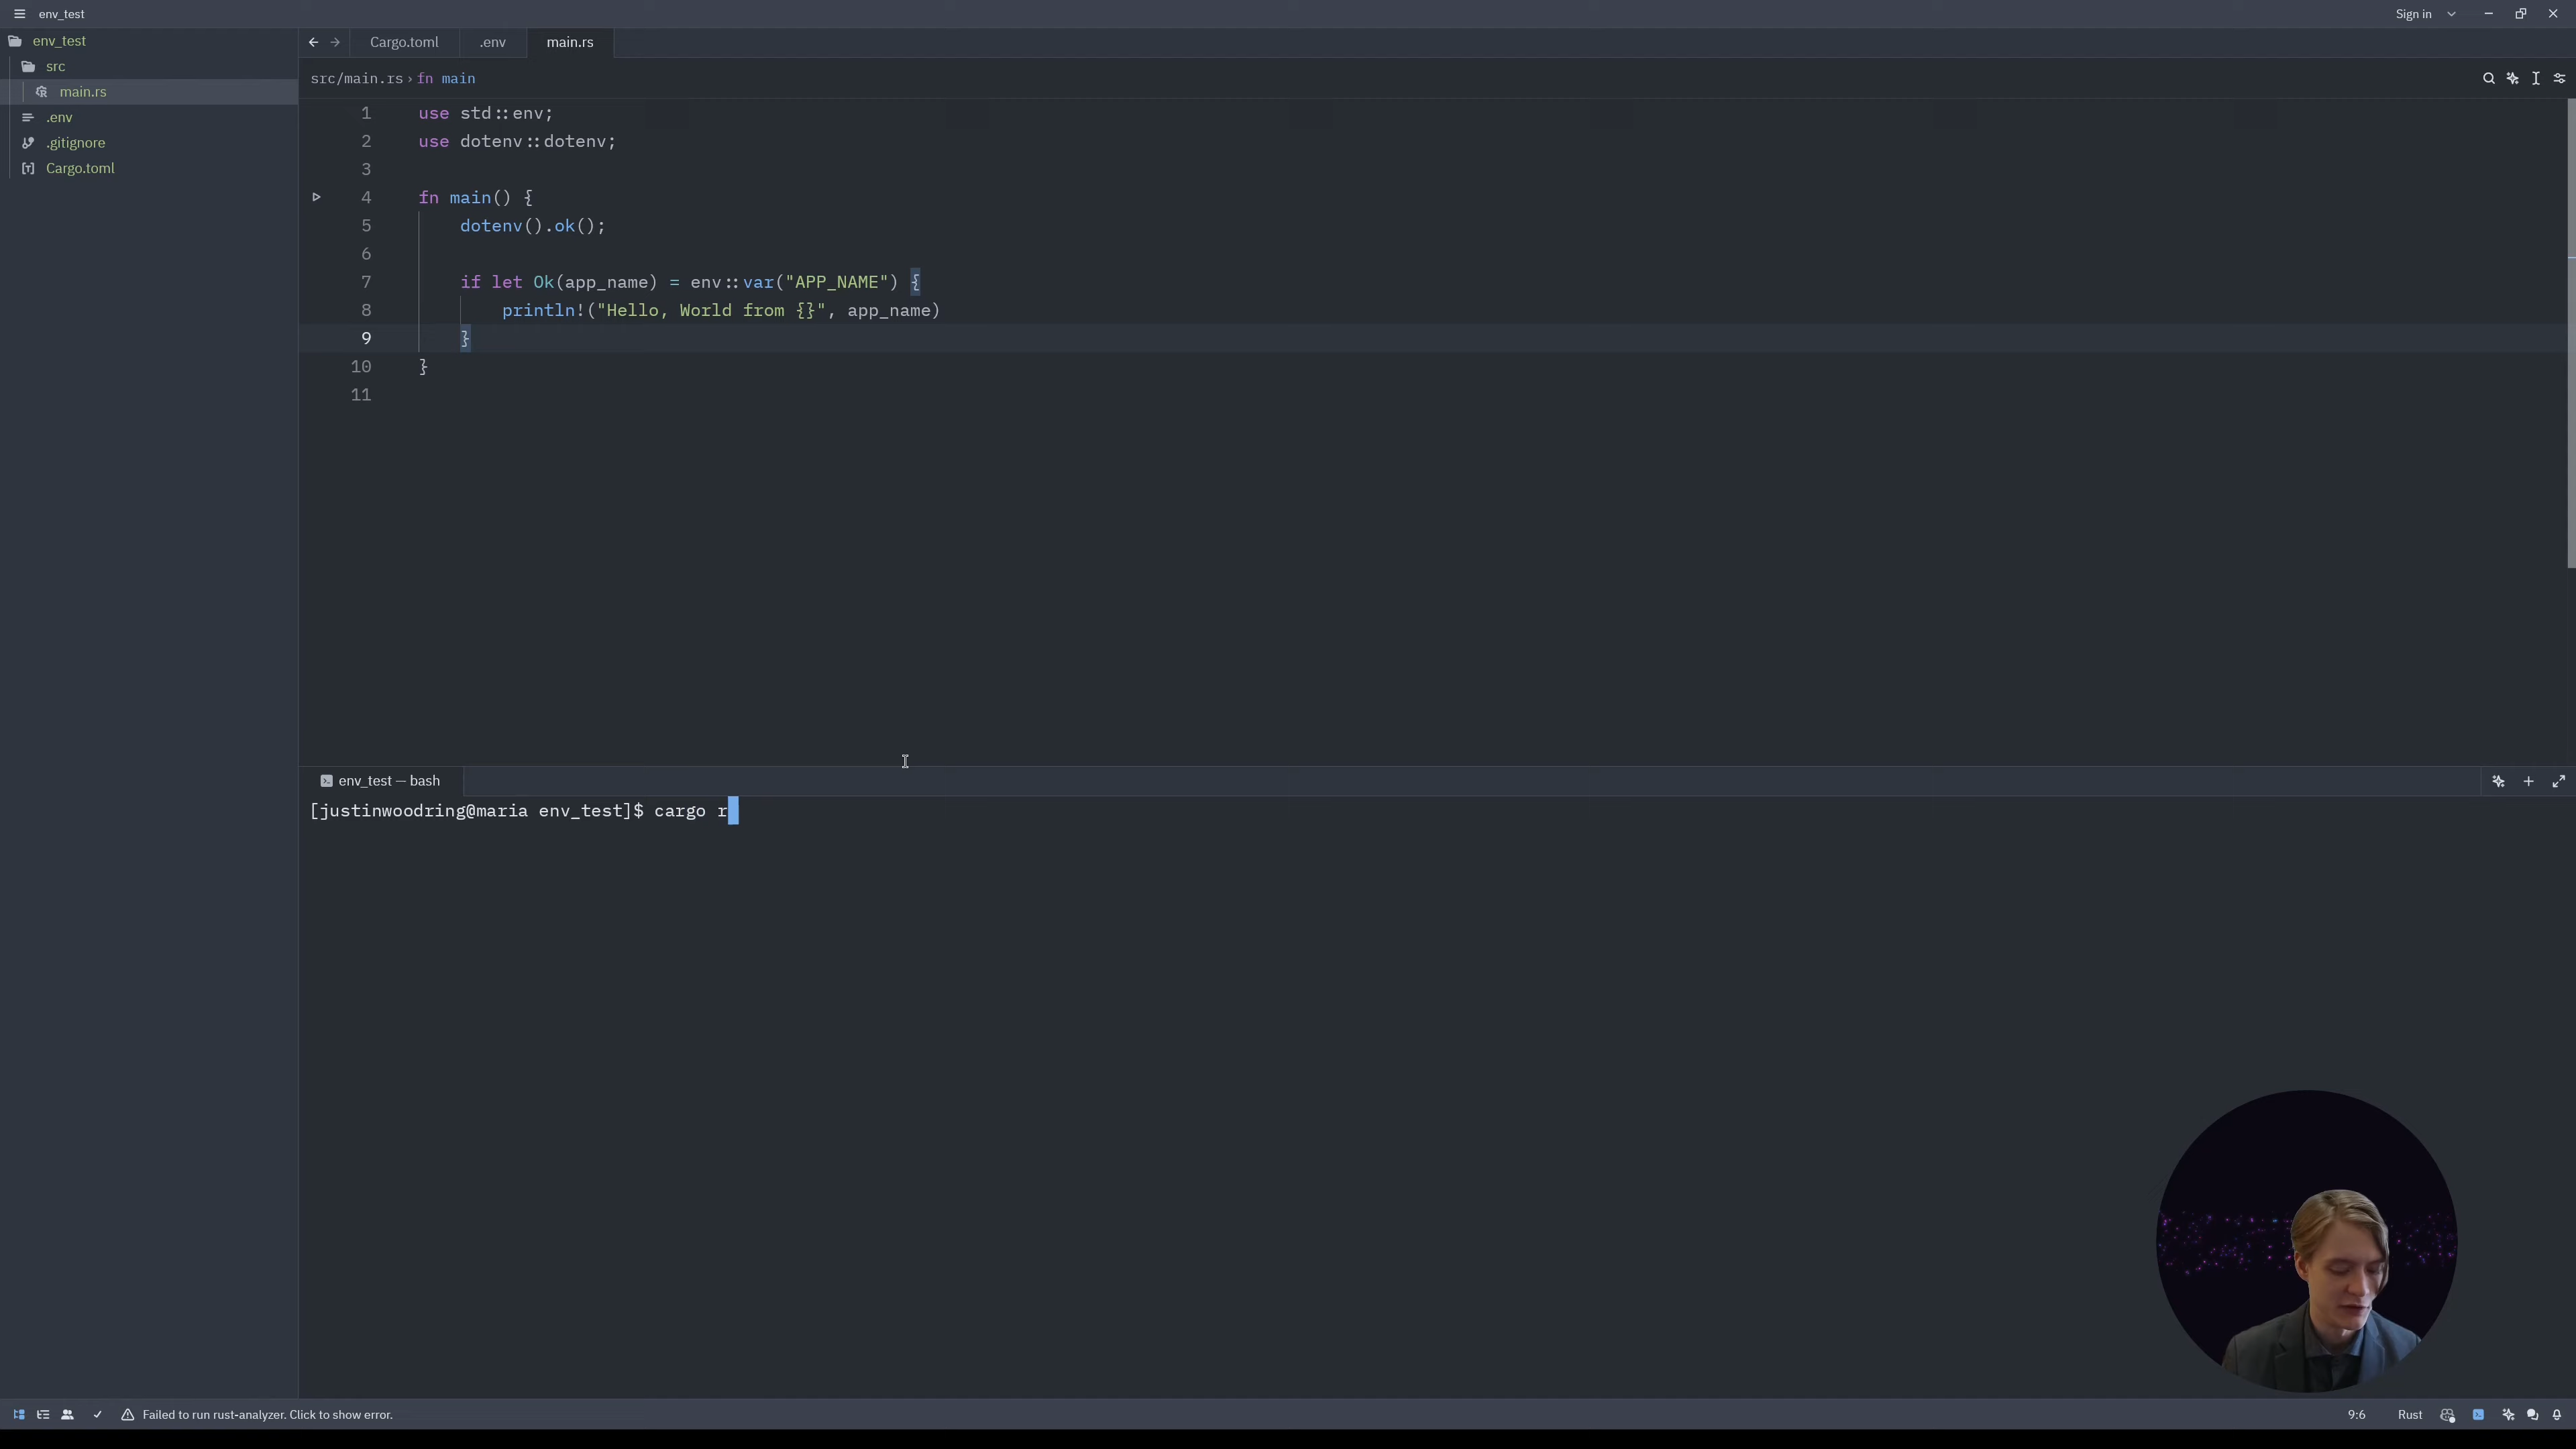 env_test
Sign in
env_test
src
main.rs
.env
.gitignore
Cargo.toml
Cargo.toml
.env
main.rs
src/main.rs › fn main
1 use std::env;
2 use dotenv::dotenv;
3
4 fn main() {
5 dotenv().ok();
6
7 if let Ok(app_name) = env::var("APP_NAME") {
8 println!("Hello, World from {}", app_name)
9 }
10 }
11
env_test — bash
[justinwoodring@maria env_test]$ cargo r
Failed to run rust-analyzer. Click to show error.
9:6
Rust